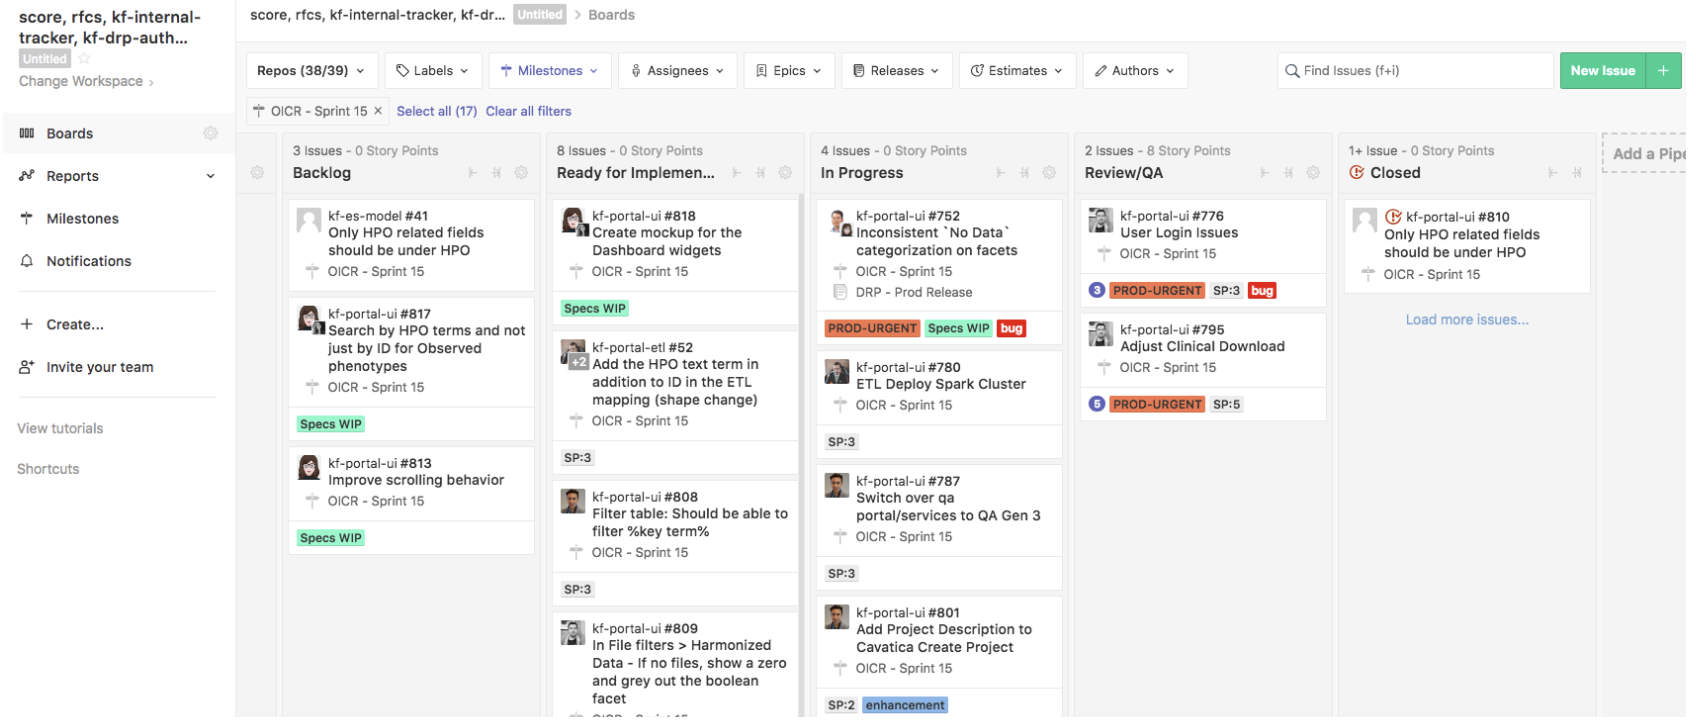 score, rfcs, kf-internal-
tracker, kf-drp-auth...
Untitled
Change Workspace
Boards
Reports
Milestones
Notifications
Create...
Invite your team
View tutorials
Shortcuts
score, rfcs, kf-internal-tracker, kf-dr... Untitled > Boards
Repos (38/39) Labels Milestones Assignees Epics Releases Estimates Authors
Find Issues (f+i)
New Issue +
OICR - Sprint 15 × Select all (17) Clear all filters
3 Issues - 0 Story Points
Backlog
kf-es-model #41
Only HPO related fields
should be under HPO
OICR - Sprint 15
kf-portal-ui #817
Search by HPO terms and not
just by ID for Observed
phenotypes
OICR - Sprint 15
Specs WIP
kf-portal-ui #813
Improve scrolling behavior
OICR - Sprint 15
Specs WIP
8 Issues - 0 Story Points
Ready for Implemen...
kf-portal-ui #818
Create mockup for the
Dashboard widgets
OICR - Sprint 15
Specs WIP
+2
kf-portal-etl #52
Add the HPO text term in
addition to ID in the ETL
mapping (shape change)
OICR - Sprint 15
SP:3
kf-portal-ui #808
Filter table: Should be able to
filter %key term%
OICR - Sprint 15
SP:3
kf-portal-ui #809
In File filters > Harmonized
Data - If no files, show a zero
and grey out the boolean
facet
OICR - Sprint 15
4 Issues - 0 Story Points
In Progress
kf-portal-ui #752
Inconsistent `No Data`
categorization on facets
OICR - Sprint 15
DRP - Prod Release
PROD-URGENT Specs WIP bug
kf-portal-ui #780
ETL Deploy Spark Cluster
OICR - Sprint 15
SP:3
kf-portal-ui #787
Switch over qa
portal/services to QA Gen 3
OICR - Sprint 15
SP:3
kf-portal-ui #801
Add Project Description to
Cavatica Create Project
OICR - Sprint 15
SP:2 enhancement
2 Issues - 8 Story Points
Review/QA
kf-portal-ui #776
User Login Issues
OICR - Sprint 15
3 PROD-URGENT SP:3 bug
kf-portal-ui #795
Adjust Clinical Download
OICR - Sprint 15
5 PROD-URGENT SP:5
1+ Issue - 0 Story Points
Closed
kf-portal-ui #810
Only HPO related fields
should be under HPO
OICR - Sprint 15
Load more issues...
Add a Pipe